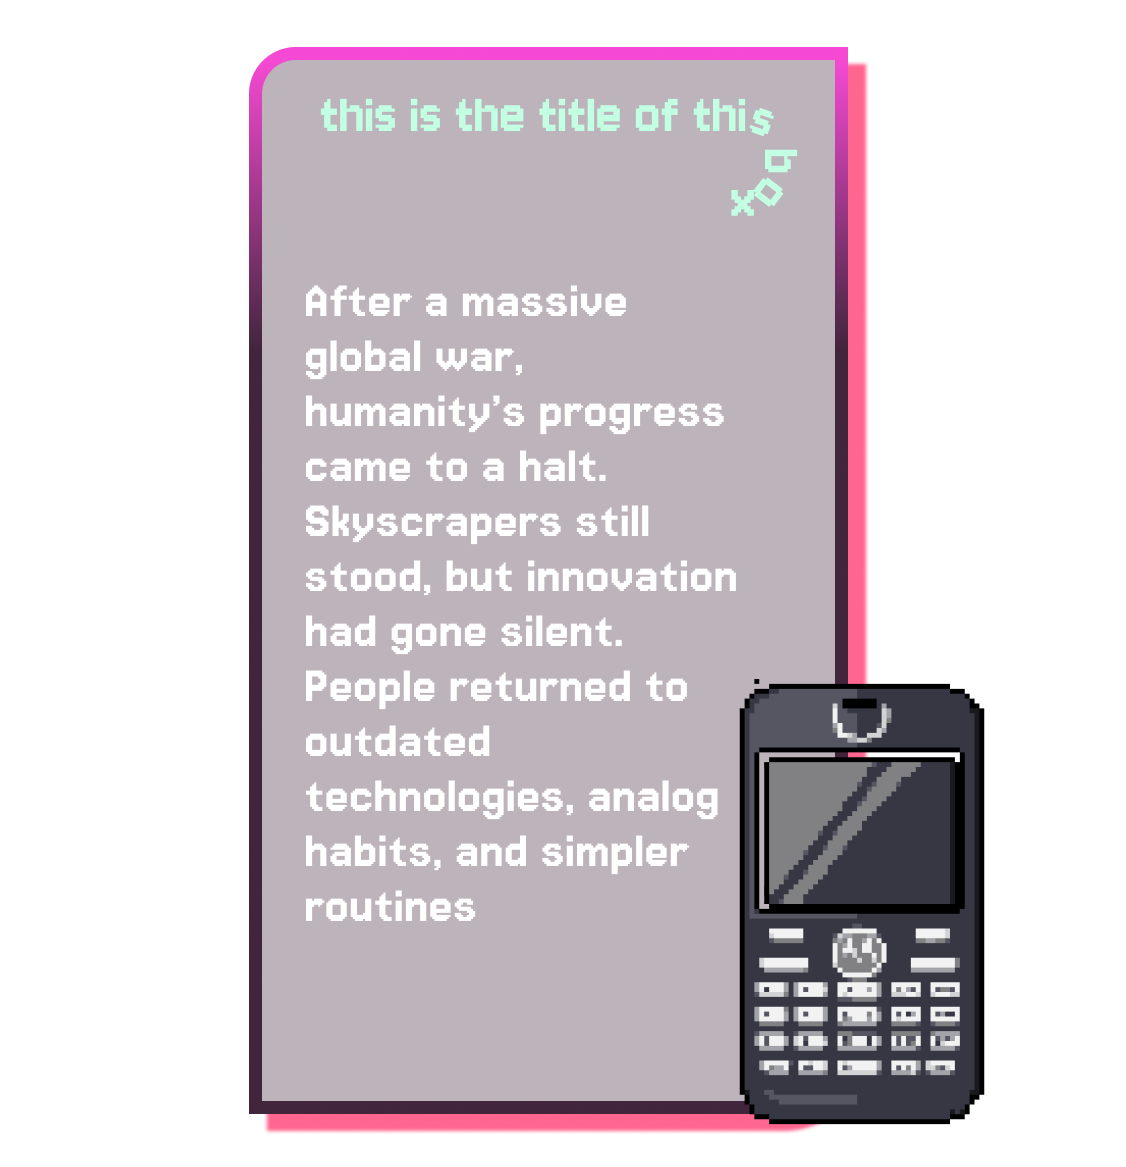 this is the title of this box
After a massive
global war,
humanity's progress
came to a halt.
Skyscrapers still
stood, but innovation
had gone silent.
People returned to
outdated
technologies, analog
habits, and simpler
routines